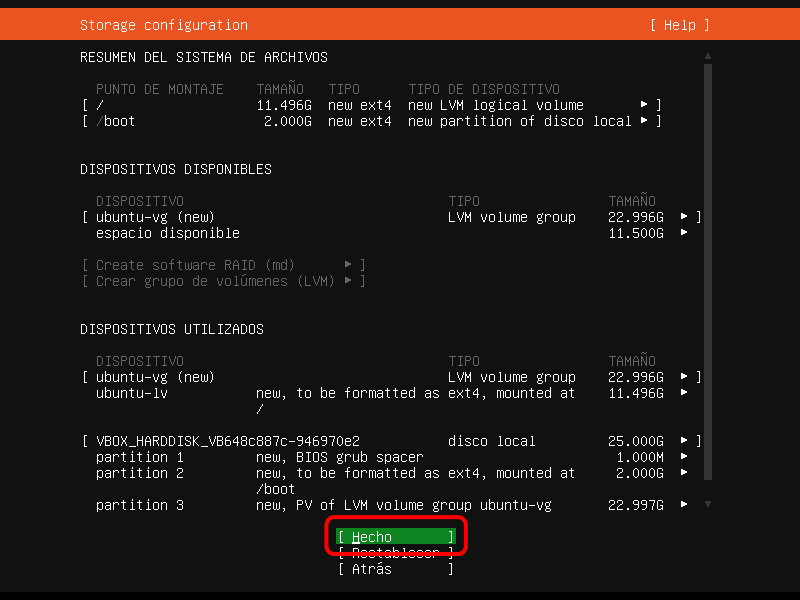 Storage configuration [ Help ]
RESUMEN DEL SISTEMA DE ARCHIVOS
PUNTO DE MONTAJE TAMAÑO TIPO TIPO DE DISPOSITIVO
[ / 11.496G new ext4 new LVM logical volume ▸ ]
[ /boot 2.000G new ext4 new partition of disco local ▸ ]
DISPOSITIVOS DISPONIBLES
DISPOSITIVO TIPO TAMAÑO
[ ubuntu-vg (new) LVM volume group 22.996G ▸ ]
espacio disponible 11.500G ▸
[ Create software RAID (md) ▸ ]
[ Crear grupo de volúmenes (LVM) ▸ ]
DISPOSITIVOS UTILIZADOS
DISPOSITIVO TIPO TAMAÑO
[ ubuntu-vg (new) LVM volume group 22.996G ▸ ]
ubuntu-lv new, to be formatted as ext4, mounted at 11.496G ▸
/
[ VBOX_HARDDISK_VB648c887c-946970e2 disco local 25.000G ▸ ]
partition 1 new, BIOS grub spacer 1.000M ▸
partition 2 new, to be formatted as ext4, mounted at 2.000G ▸
/boot
partition 3 new, PV of LVM volume group ubuntu-vg 22.997G ▸
[ Hecho ]
[ Restablecer ]
[ Atrás ]